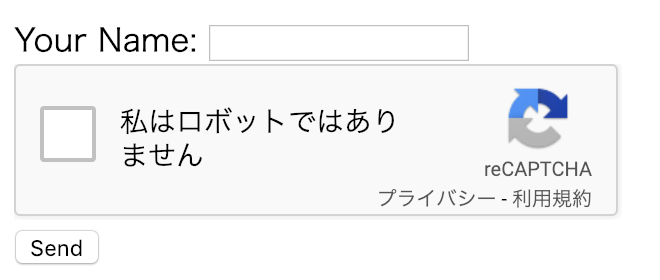 Your Name:
私はロボットではあり
ません
reCAPTCHA
プライバシー - 利用規約
Send